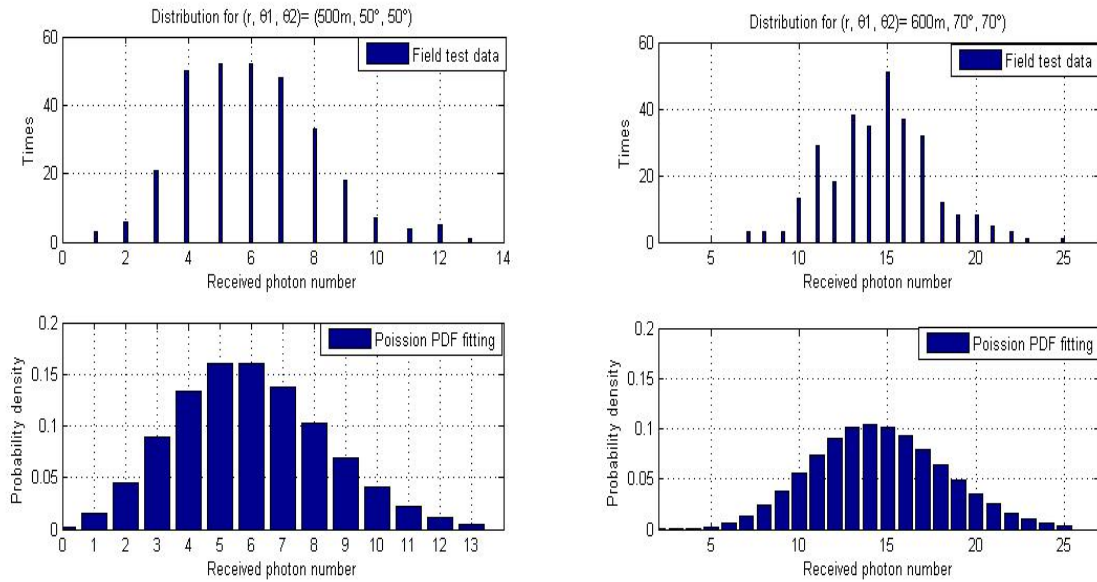 Distribution for (r, θ1, θ2)= (500m, 50°, 50°)
60
40
20
0
Times
Field test data
0 2 4 6 8 10 12 14
Received photon number
Distribution for (r, θ1, θ2)= 600m, 70°, 70°)
60
40
20
0
Times
Field test data
5 10 15 20 25
Received photon number
0.2
0.15
0.1
0.05
0
Probability density
Poission PDF fitting
0 1 2 3 4 5 6 7 8 9 10 11 12 13
Received photon number
0.2
0.15
0.1
0.05
0
Probability density
Poission PDF fitting
5 10 15 20 25
Received photon number